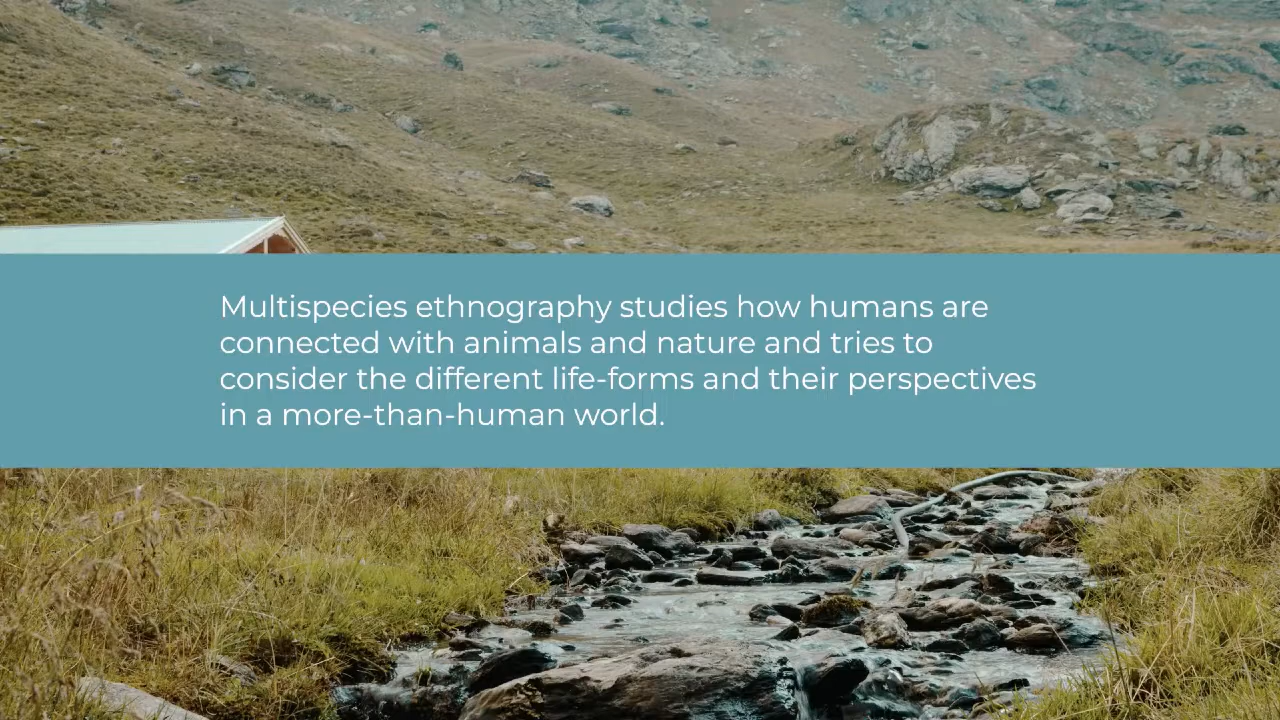 Multispecies ethnography studies how humans are
connected with animals and nature and tries to
consider the different life-forms and their perspectives
in a more-than-human world.